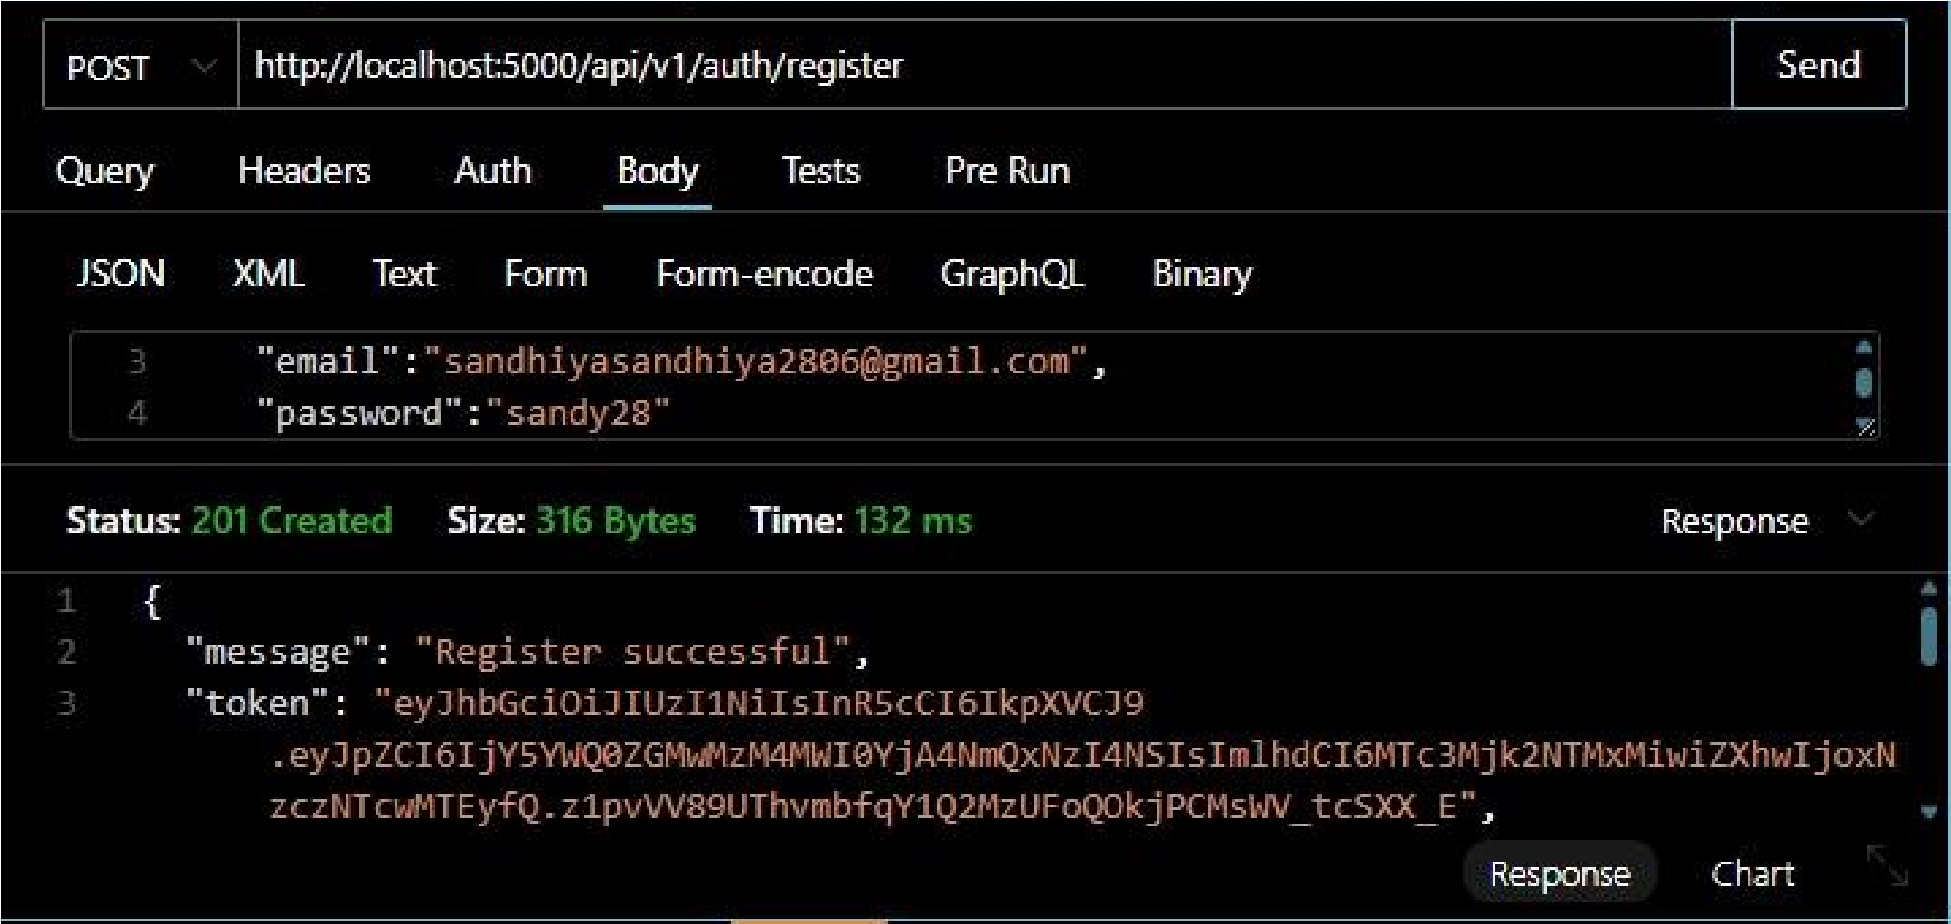 POST http://localhost:5000/api/v1/auth/register Send
Query Headers Auth Body Tests Pre Run
JSON XML Text Form Form-encode GraphQL Binary
3 "email":"sandhiyasandhiya2806@gmail.com",
4 "password":"sandy28"
Status: 201 Created Size: 316 Bytes Time: 132 ms Response
1 {
2 "message": "Register successful",
3 "token": "eyJhbGciOiJIUzI1NiIsInR5cCI6IkpXVCJ9
.eyJpZCI6IjY5YWQ0ZGMwMzM4MWI0YjA4NmQxNzI4NSIsImlhdCI6MTc3Mjk2NTMxMiwiZXhwIjoxN
zczNTcwMTEyfQ.z1pvVV89UThvmbfqY1Q2MzUFoQOkjPCMsWV_tcSXX_E",
Response Chart